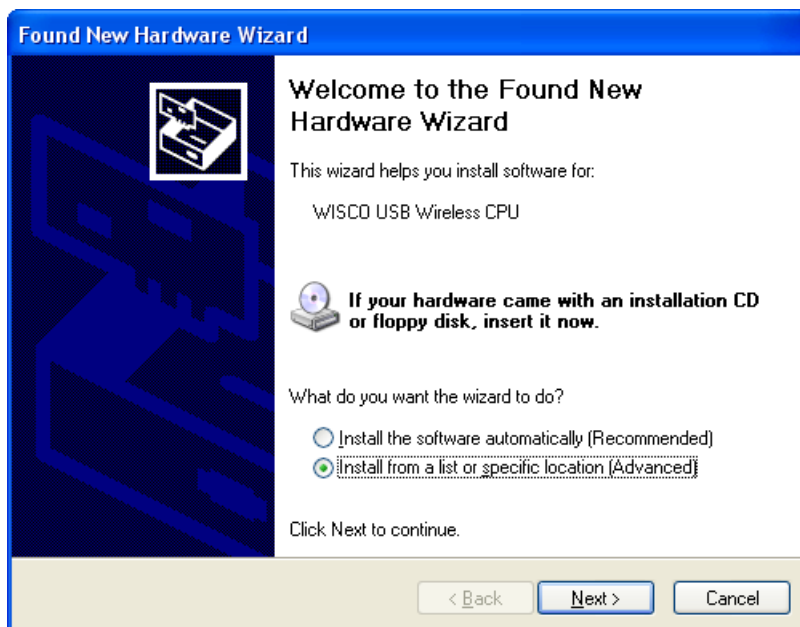 Found New Hardware Wizard
Welcome to the Found New
Hardware Wizard
This wizard helps you install software for:
WISCO USB Wireless CPU
If your hardware came with an installation CD
or floppy disk, insert it now.
What do you want the wizard to do?
Install the software automatically (Recommended)
Install from a list or specific location (Advanced)
Click Next to continue.
< Back
Next >
Cancel